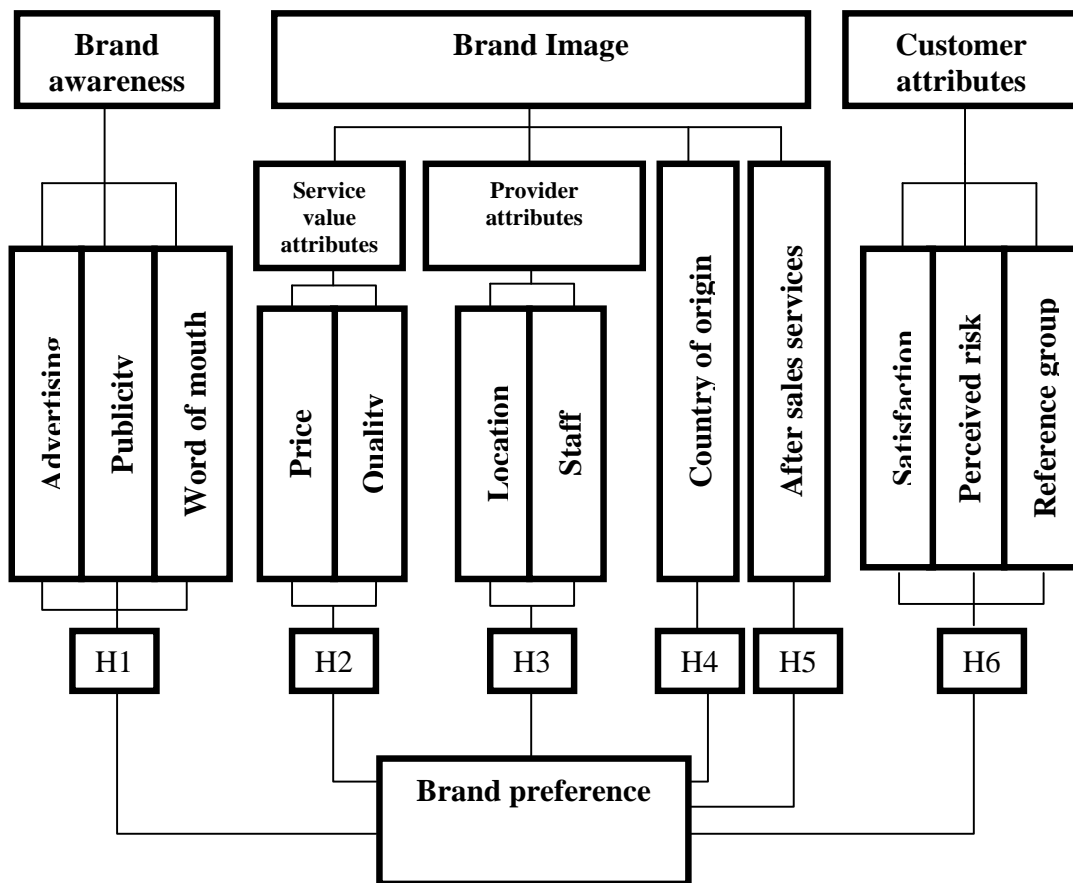 Brand
awareness
Brand Image
Customer
attributes
Service
value
attributes
Provider
attributes
Advertising
Publicity
Word of mouth
Price
Quality
Location
Staff
Country of origin
After sales services
Satisfaction
Perceived risk
Reference group
H1
H2
H3
H4
H5
H6
Brand preference